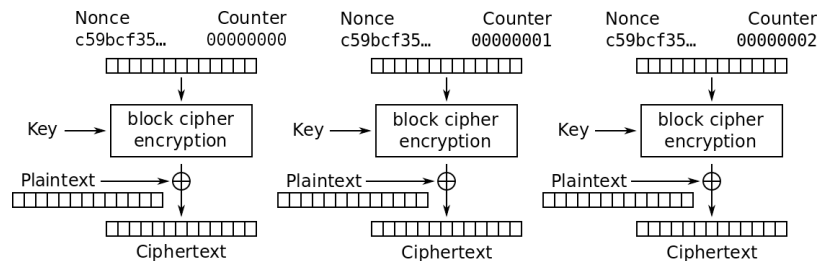 Nonce Counter
c59bcf35… 00000000
Key
block cipher
encryption
Plaintext
Ciphertext
Nonce Counter
c59bcf35… 00000001
Key
block cipher
encryption
Plaintext
Ciphertext
Nonce Counter
c59bcf35… 00000002
Key
block cipher
encryption
Plaintext
Ciphertext